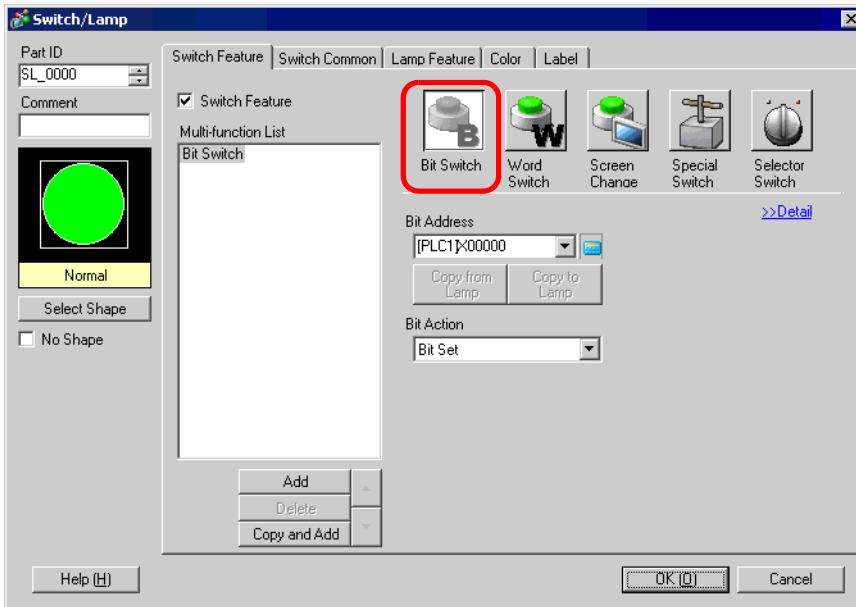 Switch/Lamp
Part ID
SL_0000
Comment
Normal
Select Shape
No Shape
Switch Feature
Switch Common
Lamp Feature
Color
Label
Switch Feature
Multi-function List
Bit Switch
Add
Delete
Copy and Add
B
Bit Switch
W
Word
Switch
Screen
Change
Special
Switch
Selector
Switch
>>Detail
Bit Address
[PLC1]X00000
Copy from
Lamp
Copy to
Lamp
Bit Action
Bit Set
Help (H)
OK (O)
Cancel